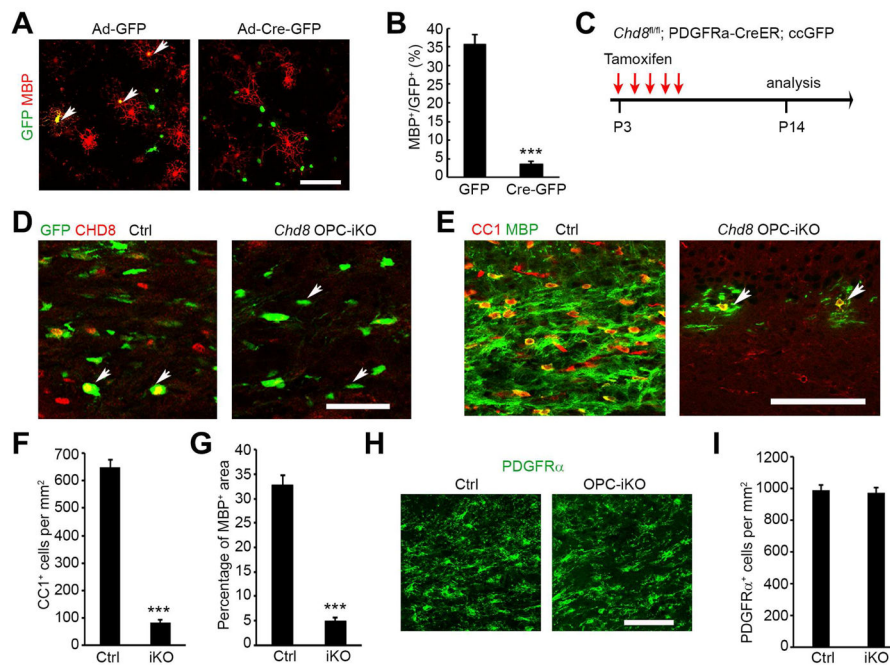 A
Ad-GFP
Ad-Cre-GFP
GFP MBP
B
MBP⁺/GFP⁺ (%)
40
35
30
25
20
15
10
5
0
***
GFP
Cre-GFP
C
Chd8fl/fl; PDGFRa-CreER; ccGFP
Tamoxifen
analysis
P3
P14
D
GFP CHD8
Ctrl
Chd8 OPC-iKO
E
CC1 MBP
Ctrl
Chd8 OPC-iKO
F
CC1⁺ cells per mm²
700
600
500
400
300
200
100
0
***
Ctrl
iKO
G
Percentage of MBP⁺ area
40
35
30
25
20
15
10
5
0
***
Ctrl
iKO
H
PDGFRα
Ctrl
OPC-iKO
I
PDGFRα⁺ cells per mm²
1200
1000
800
600
400
200
0
Ctrl
iKO